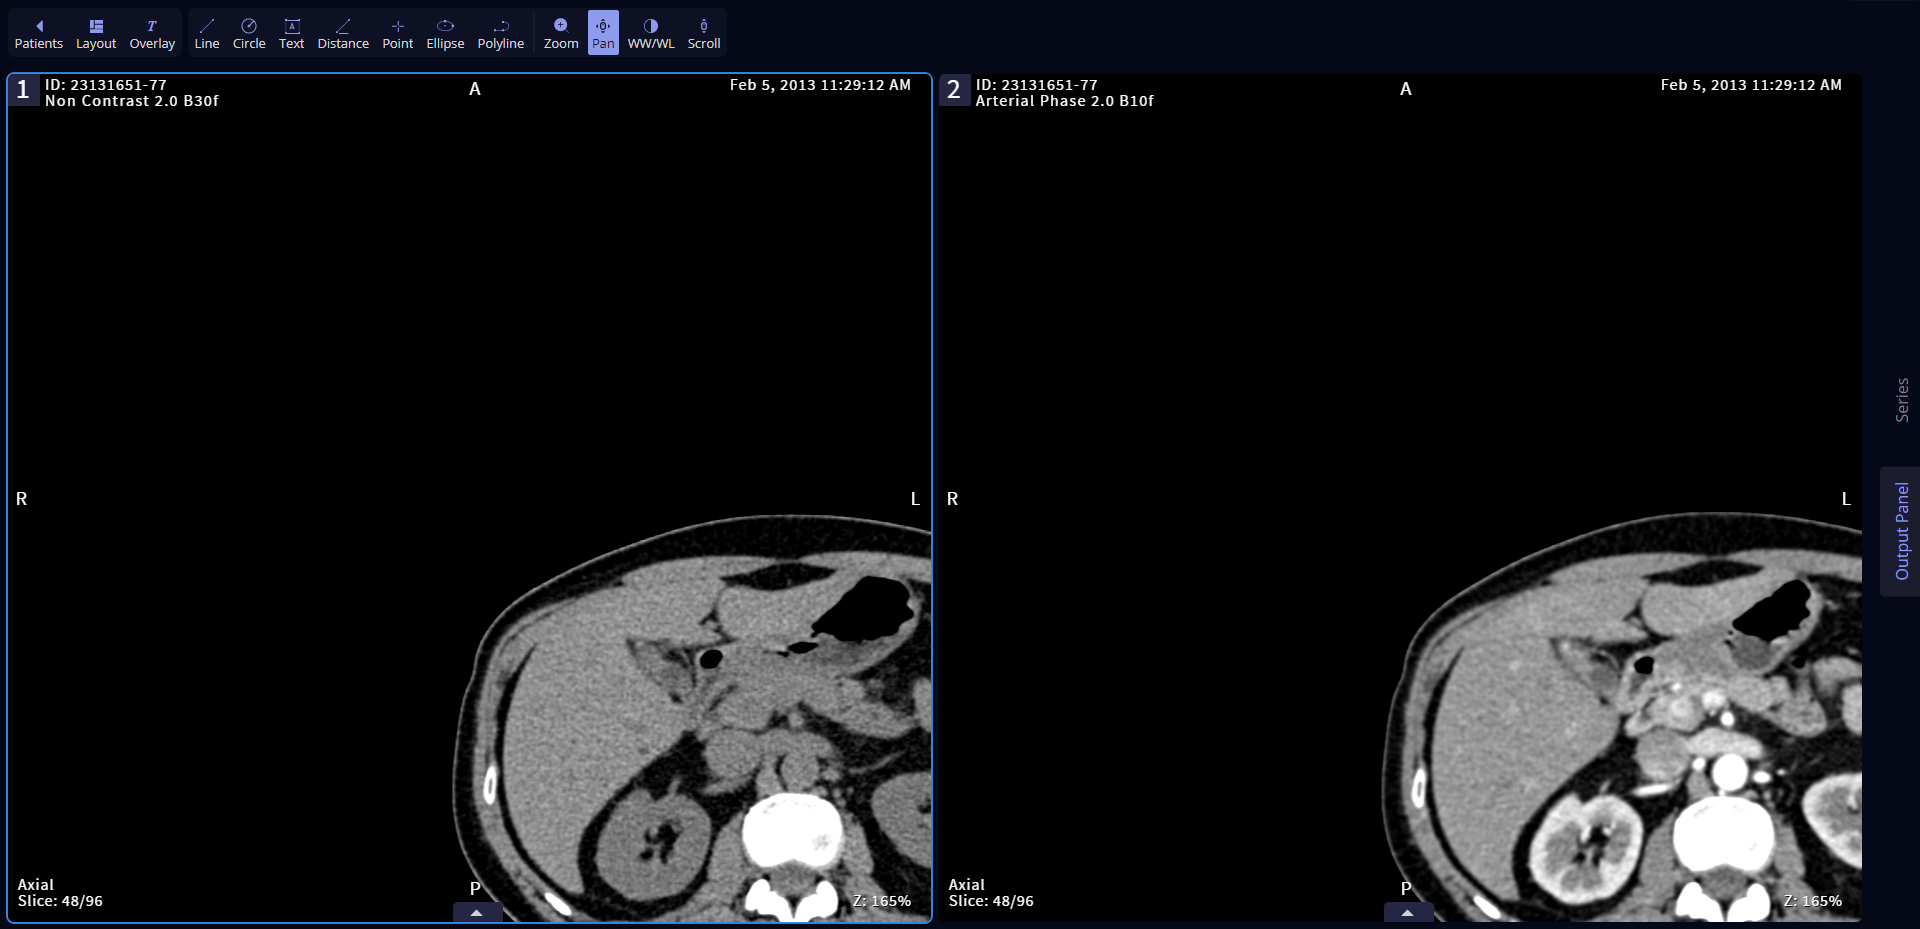 Patients Layout Overlay Line Circle Text Distance Point Ellipse Polyline Zoom Pan WW/WL Scroll
1
ID: 23131651-77
Non Contrast 2.0 B30f
A
Feb 5, 2013 11:29:12 AM
R
L
Axial
Slice: 48/96
P
Z: 165%
2
ID: 23131651-77
Arterial Phase 2.0 B10f
A
Feb 5, 2013 11:29:12 AM
R
L
Axial
Slice: 48/96
P
Z: 165%
Series
Output Panel